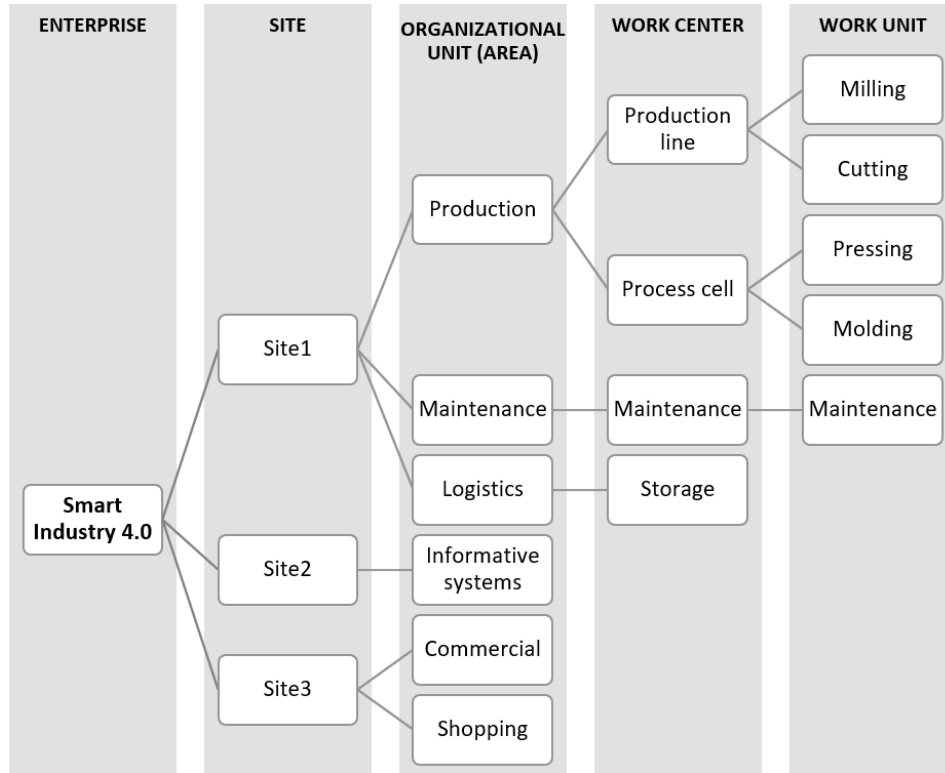 ENTERPRISE
SITE
ORGANIZATIONAL
UNIT (AREA)
WORK CENTER
WORK UNIT
Smart
Industry 4.0
Site1
Site2
Site3
Production
Maintenance
Logistics
Informative
systems
Commercial
Shopping
Production
line
Process cell
Maintenance
Storage
Milling
Cutting
Pressing
Molding
Maintenance